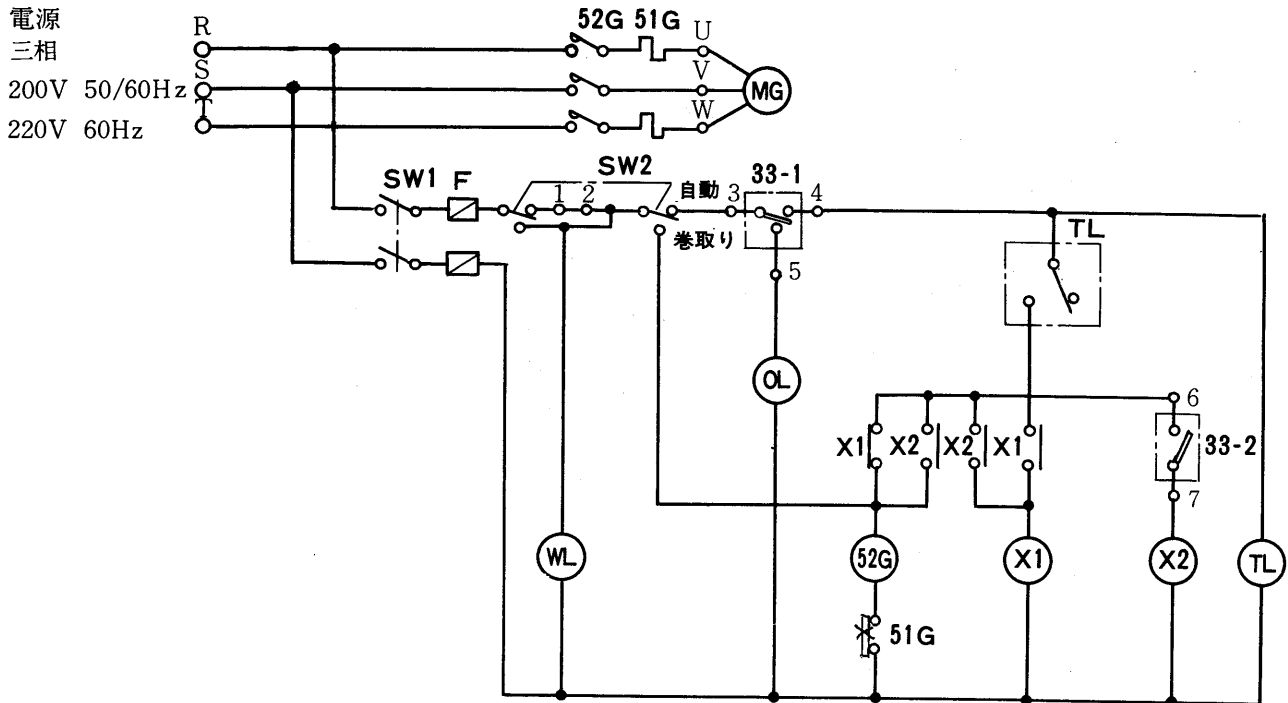 電源
三相
200V 50/60Hz
220V 60Hz
R
S
T
52G 51G
U
V
W
MG
SW1 F
SW2
1 2
自動
巻取り
3
33-1
4
5
TL
OL
6
X1 X2 X2 X1
33-2
7
WL
52G
X1
X2
TL
51G